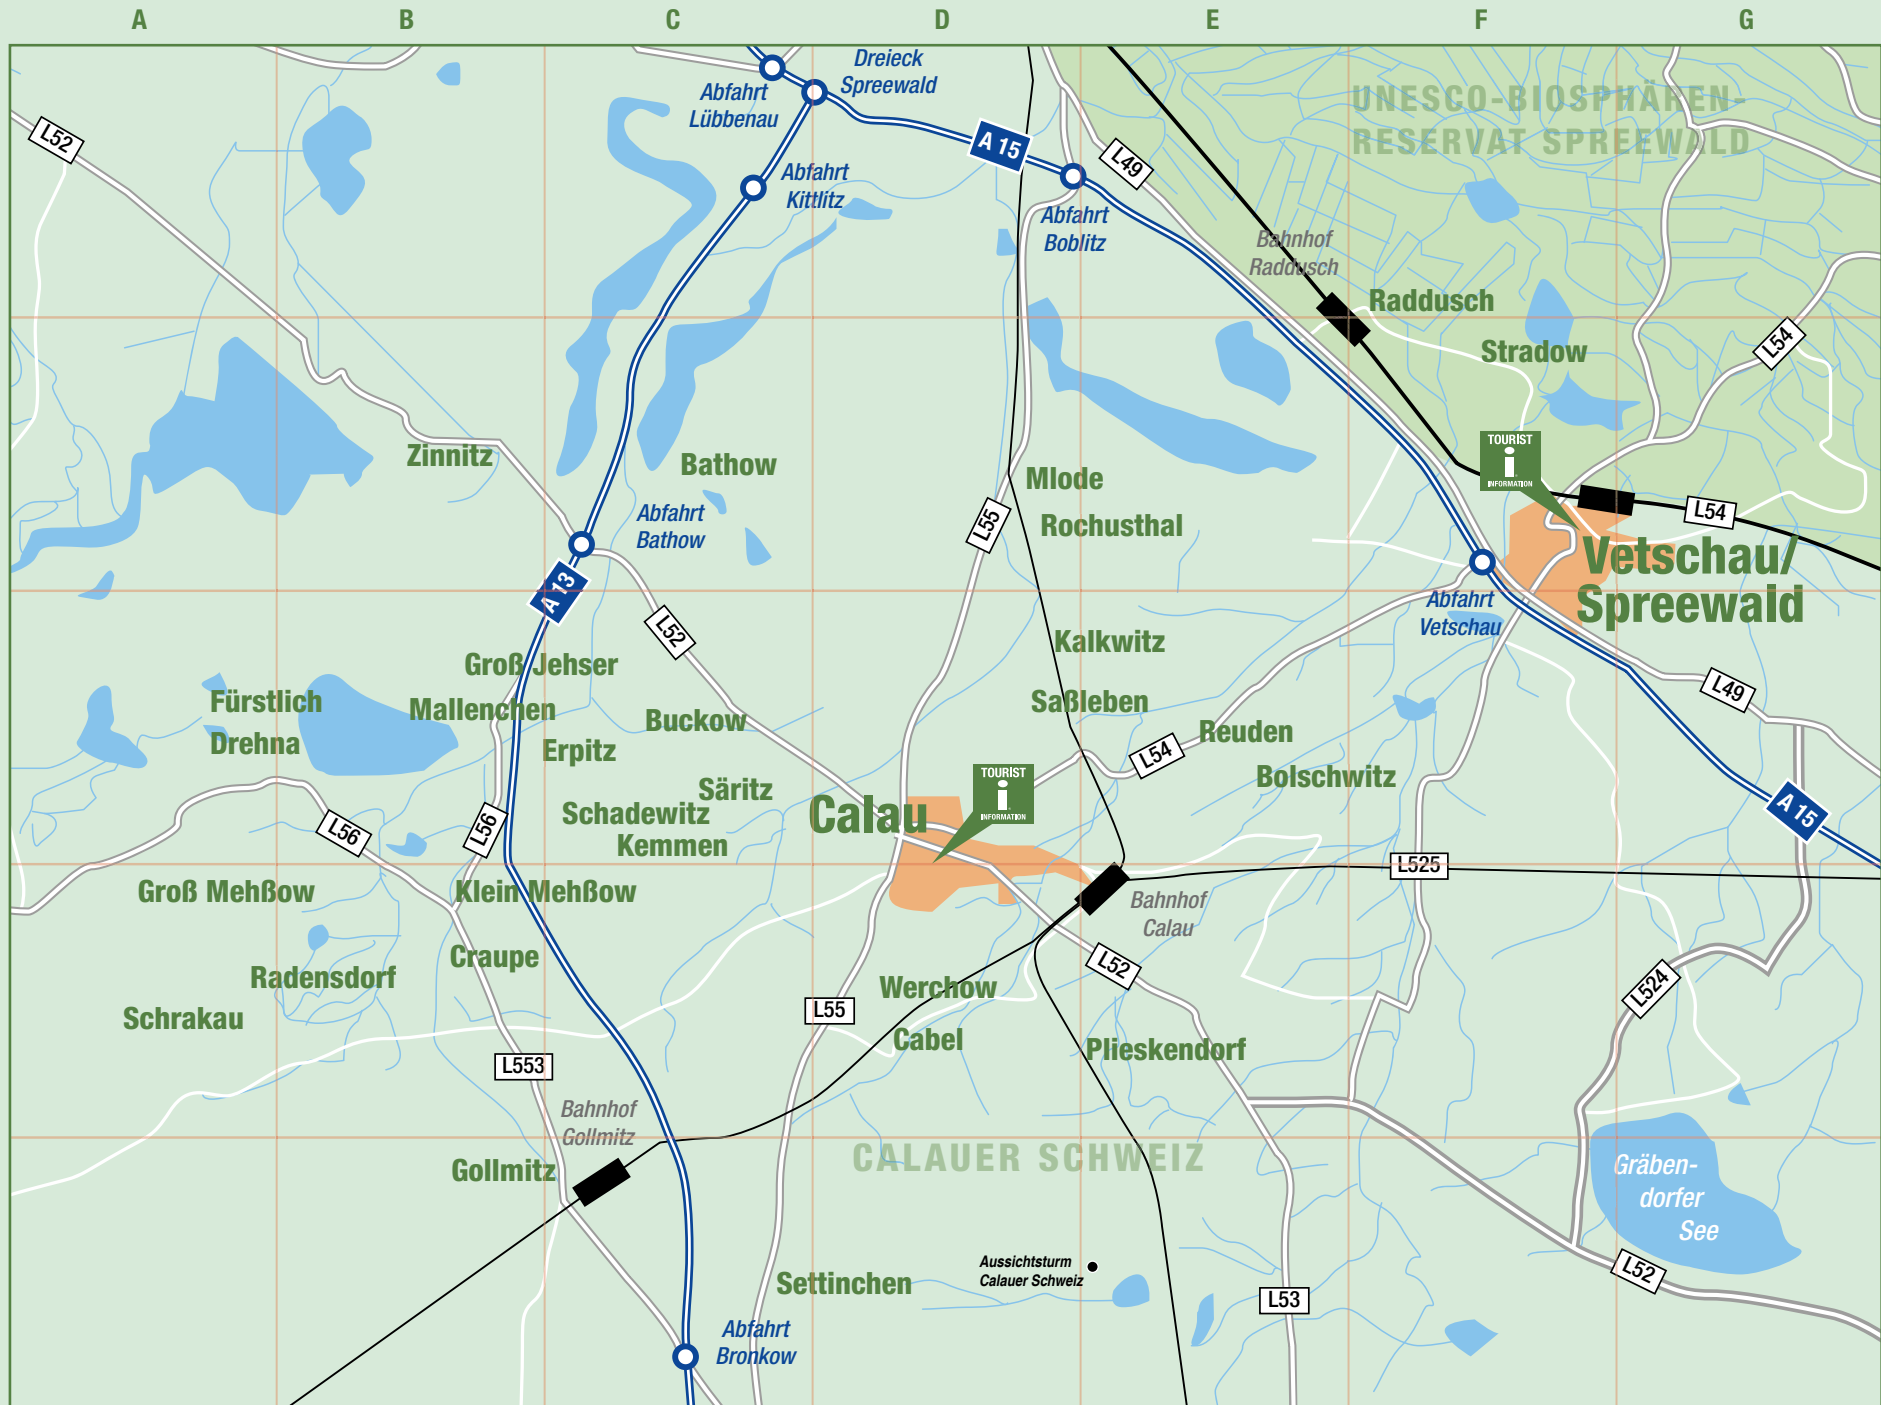 A B C D E F G
Dreieck
Spreewald
Abfahrt
Lübbenau
UNESCO-BIOSPHÄREN-
RESERVAT SPREEWALD
L52
A 15
L49
Abfahrt
Kittlitz
Abfahrt
Boblitz
Bahnhof
Raddusch
Raddusch
Stradow
L54
Zinnitz
Bathow
TOURIST
i
INFORMATION
Mlode
Abfahrt
Bathow
L55
Rochusthal
L54
Vetschau/
Spreewald
A 13
Abfahrt
Vetschau
L52
Kalkwitz
Groß Jehser
Fürstlich
Drehna
Mallenchen
Buckow
Saßleben
L49
Erpitz
Reuden
L54
Bolschwitz
Säritz
TOURIST
i
INFORMATION
Schadewitz
Calau
A 15
L56
L56
Kemmen
L525
Groß Mehßow
Klein Mehßow
Bahnhof
Calau
Craupe
Radensdorf
L52
Werchow
L524
Schrakau
L55
Cabel
Plieskendorf
L553
Bahnhof
Gollmitz
Gollmitz
CALAUER SCHWEIZ
Gräben-
dorfer
See
Aussichtsturm
Calauer Schweiz
Settinchen
L53
L52
Abfahrt
Bronkow